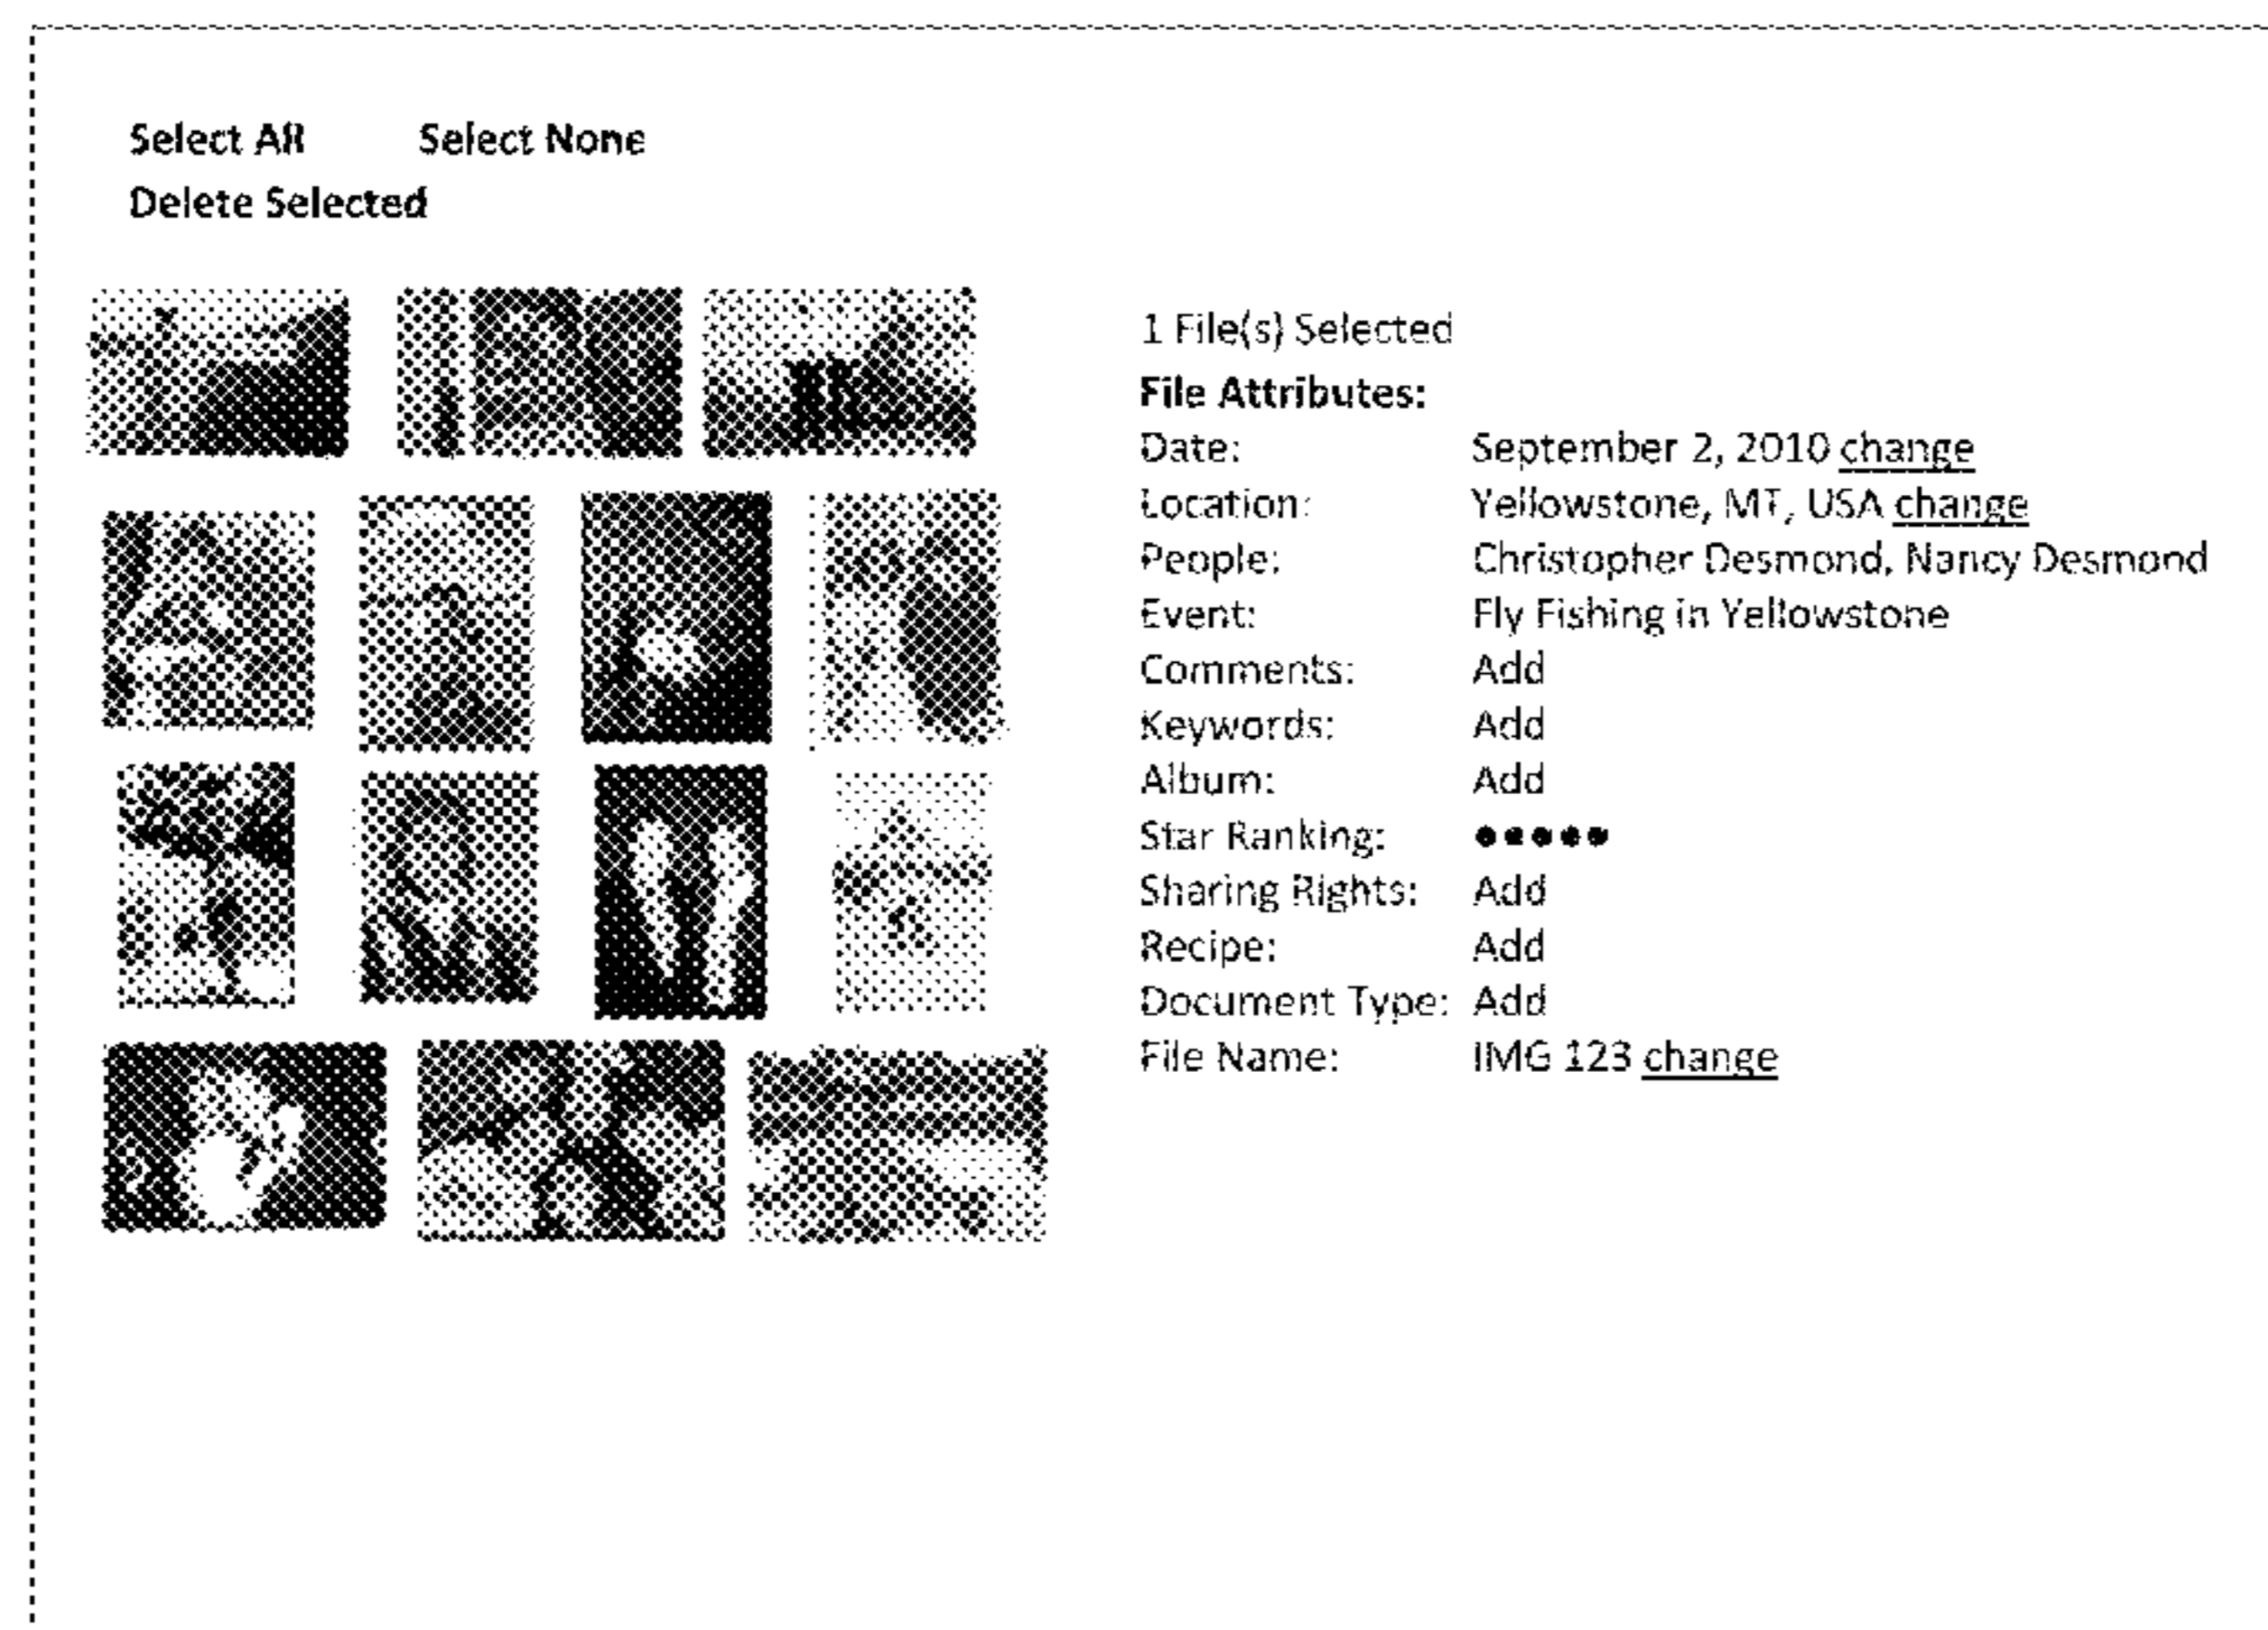 Select All Select None
Delete Selected
1 File(s) Selected
File Attributes:
Date: September 2, 2010 change
Location: Yellowstone, MT, USA change
People: Christopher Desmond, Nancy Desmond
Event: Fly Fishing in Yellowstone
Comments: Add
Keywords: Add
Album: Add
Star Ranking: ●●●●●
Sharing Rights: Add
Recipe: Add
Document Type: Add
File Name: IMG 123 change